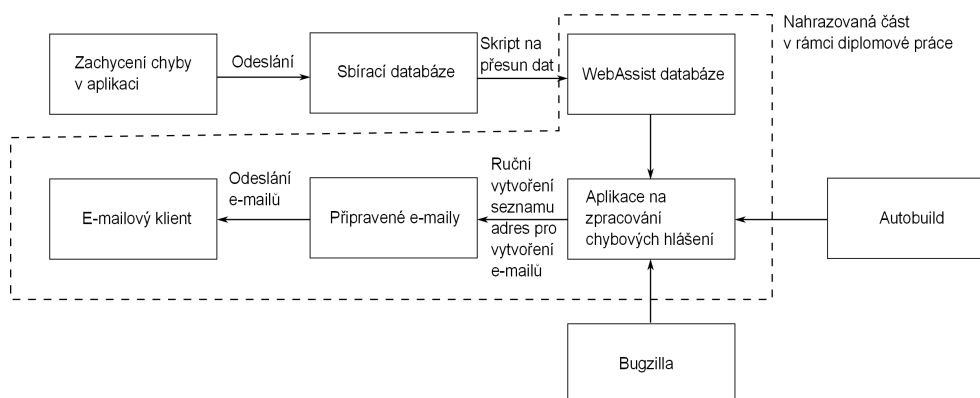 Nahrazovaná část
v rámci diplomové práce
Zachycení chyby
v aplikaci
Odeslání
Sbírací databáze
Skript na
přesun dat
WebAssist databáze
E-mailový klient
Odeslání
e-mailů
Připravené e-maily
Ruční
vytvoření
seznamu
adres pro
vytvoření
e-mailů
Aplikace na
zpracování
chybových hlášení
Autobuild
Bugzilla